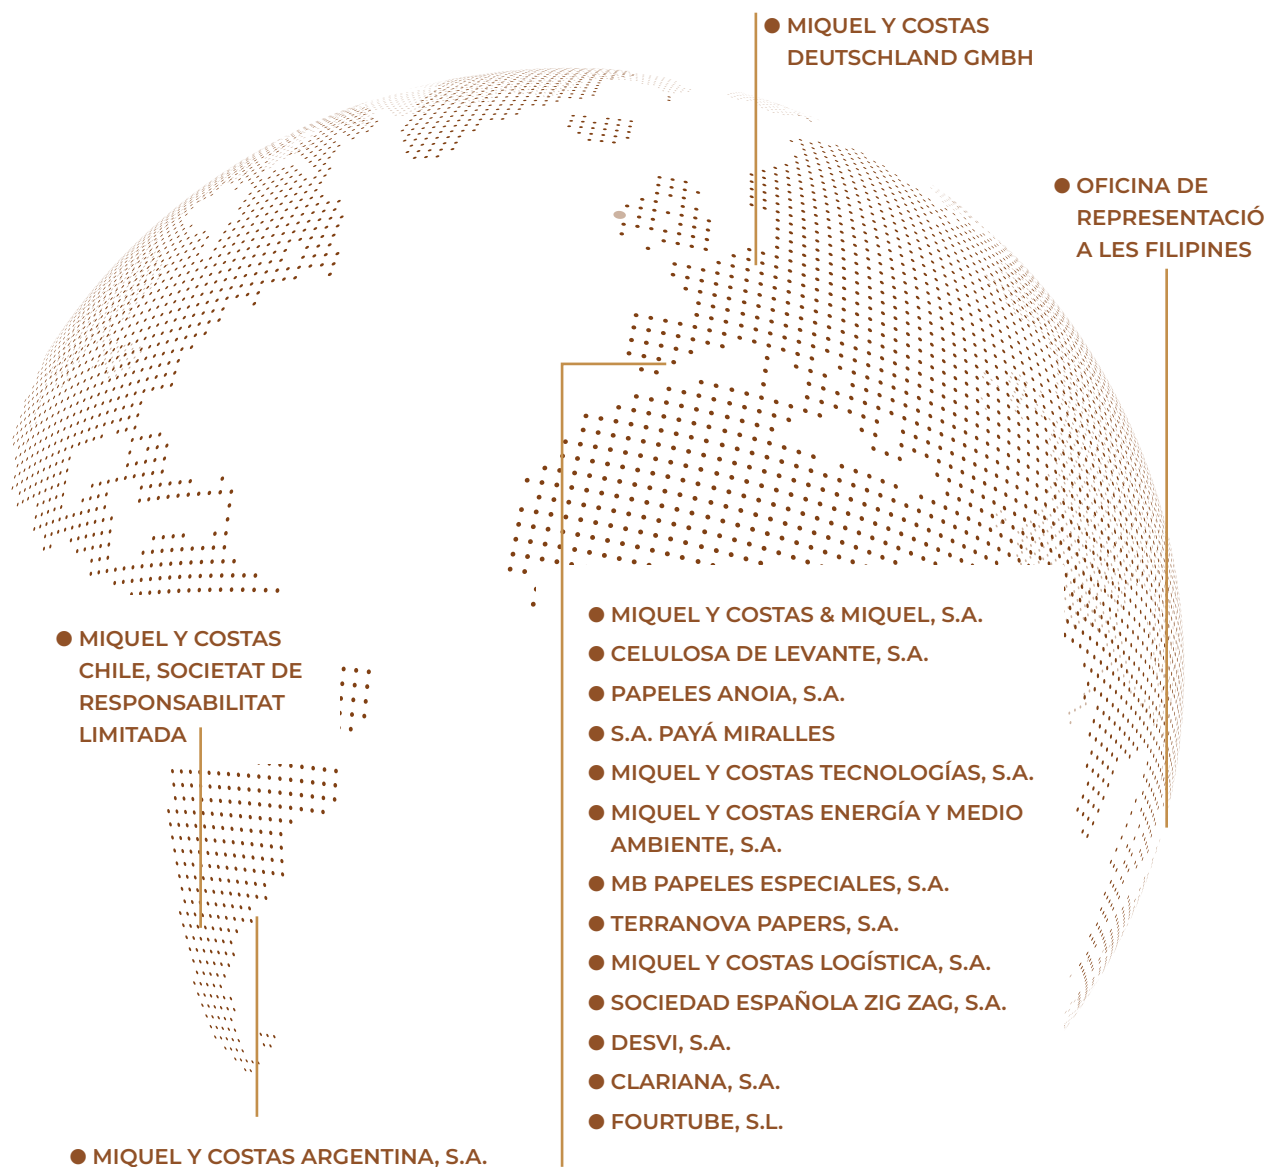 MIQUEL Y COSTAS
DEUTSCHLAND GMBH
OFICINA DE
REPRESENTACIÓ
A LES FILIPINES
MIQUEL Y COSTAS
CHILE, SOCIETAT DE
RESPONSABILITAT
LIMITADA
MIQUEL Y COSTAS & MIQUEL, S.A.
CELULOSA DE LEVANTE, S.A.
PAPELES ANOIA, S.A.
S.A. PAYÁ MIRALLES
MIQUEL Y COSTAS TECNOLOGÍAS, S.A.
MIQUEL Y COSTAS ENERGÍA Y MEDIO
AMBIENTE, S.A.
MB PAPELES ESPECIALES, S.A.
TERRANOVA PAPERS, S.A.
MIQUEL Y COSTAS LOGÍSTICA, S.A.
SOCIEDAD ESPAÑOLA ZIG ZAG, S.A.
DESVI, S.A.
CLARIANA, S.A.
FOURTUBE, S.L.
MIQUEL Y COSTAS ARGENTINA, S.A.